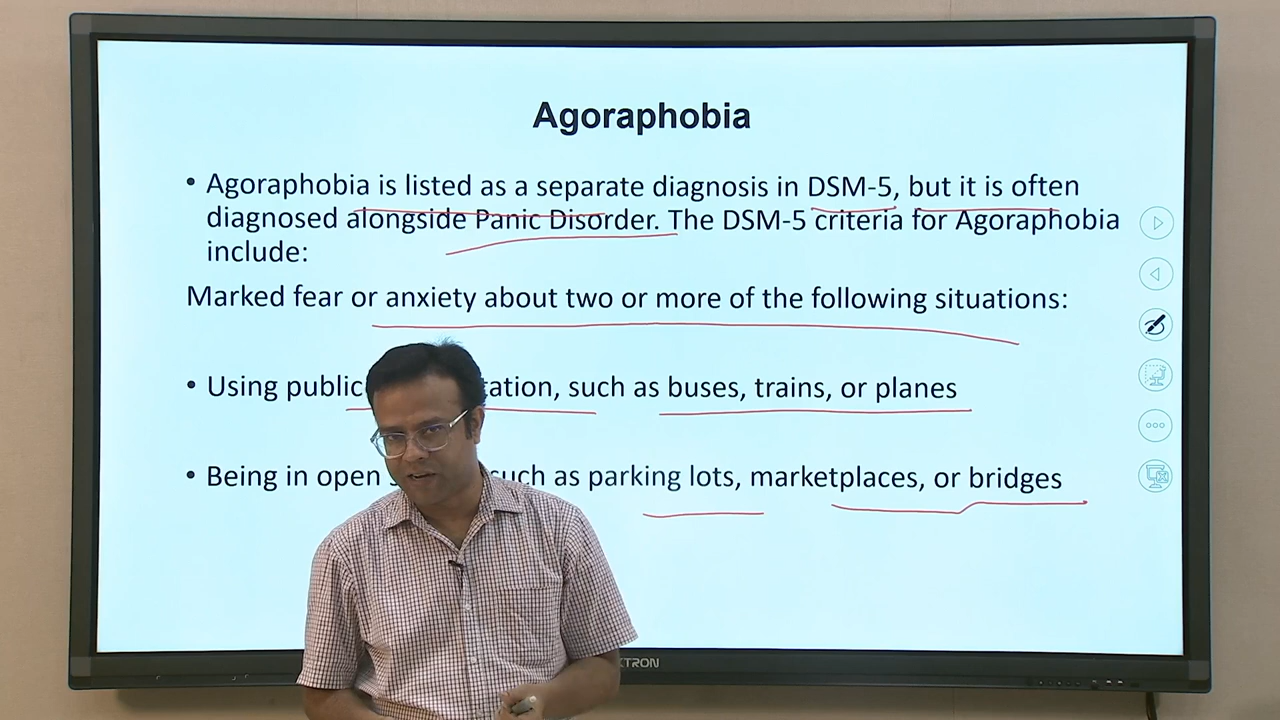 Agoraphobia
• Agoraphobia is listed as a separate diagnosis in DSM-5, but it is often
diagnosed alongside Panic Disorder. The DSM-5 criteria for Agoraphobia
include:
Marked fear or anxiety about two or more of the following situations:
• Using public tation, such as buses, trains, or planes
• Being in open such as parking lots, marketplaces, or bridges
TRON